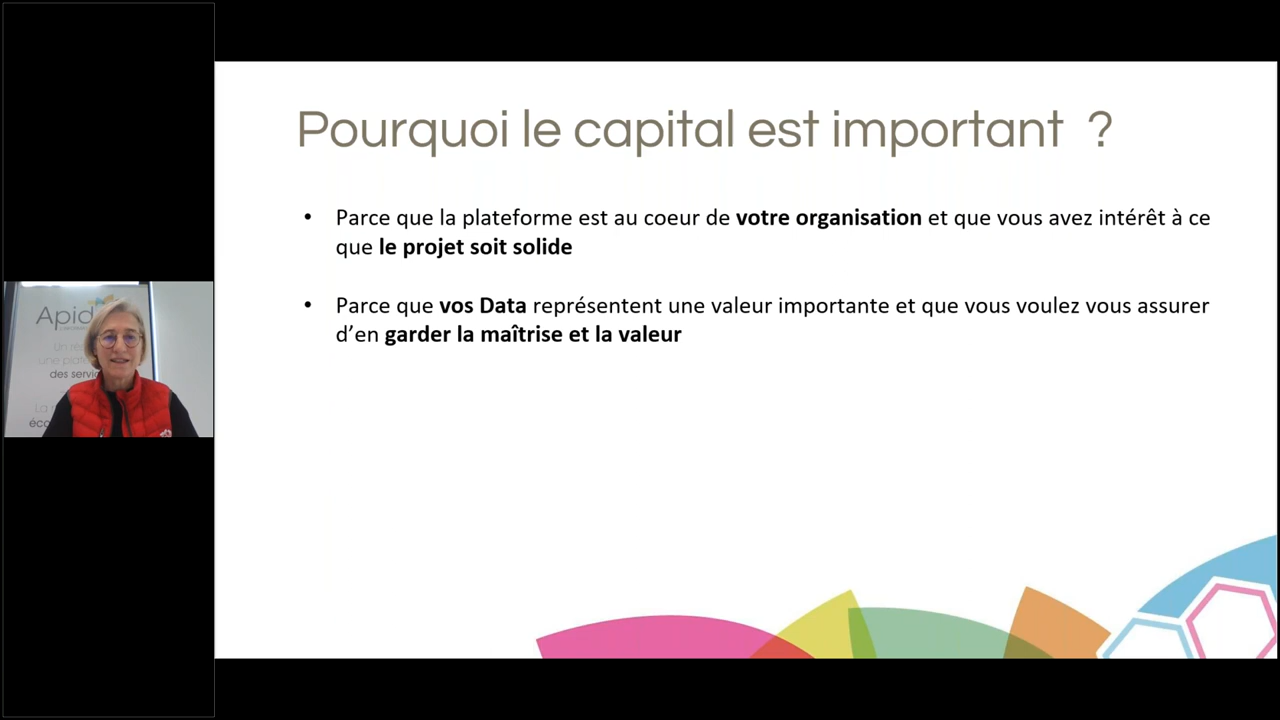 Pourquoi le capital est important ?
• Parce que la plateforme est au coeur de votre organisation et que vous avez intérêt à ce
que le projet soit solide
• Parce que vos Data représentent une valeur importante et que vous voulez vous assurer
d’en garder la maîtrise et la valeur
des